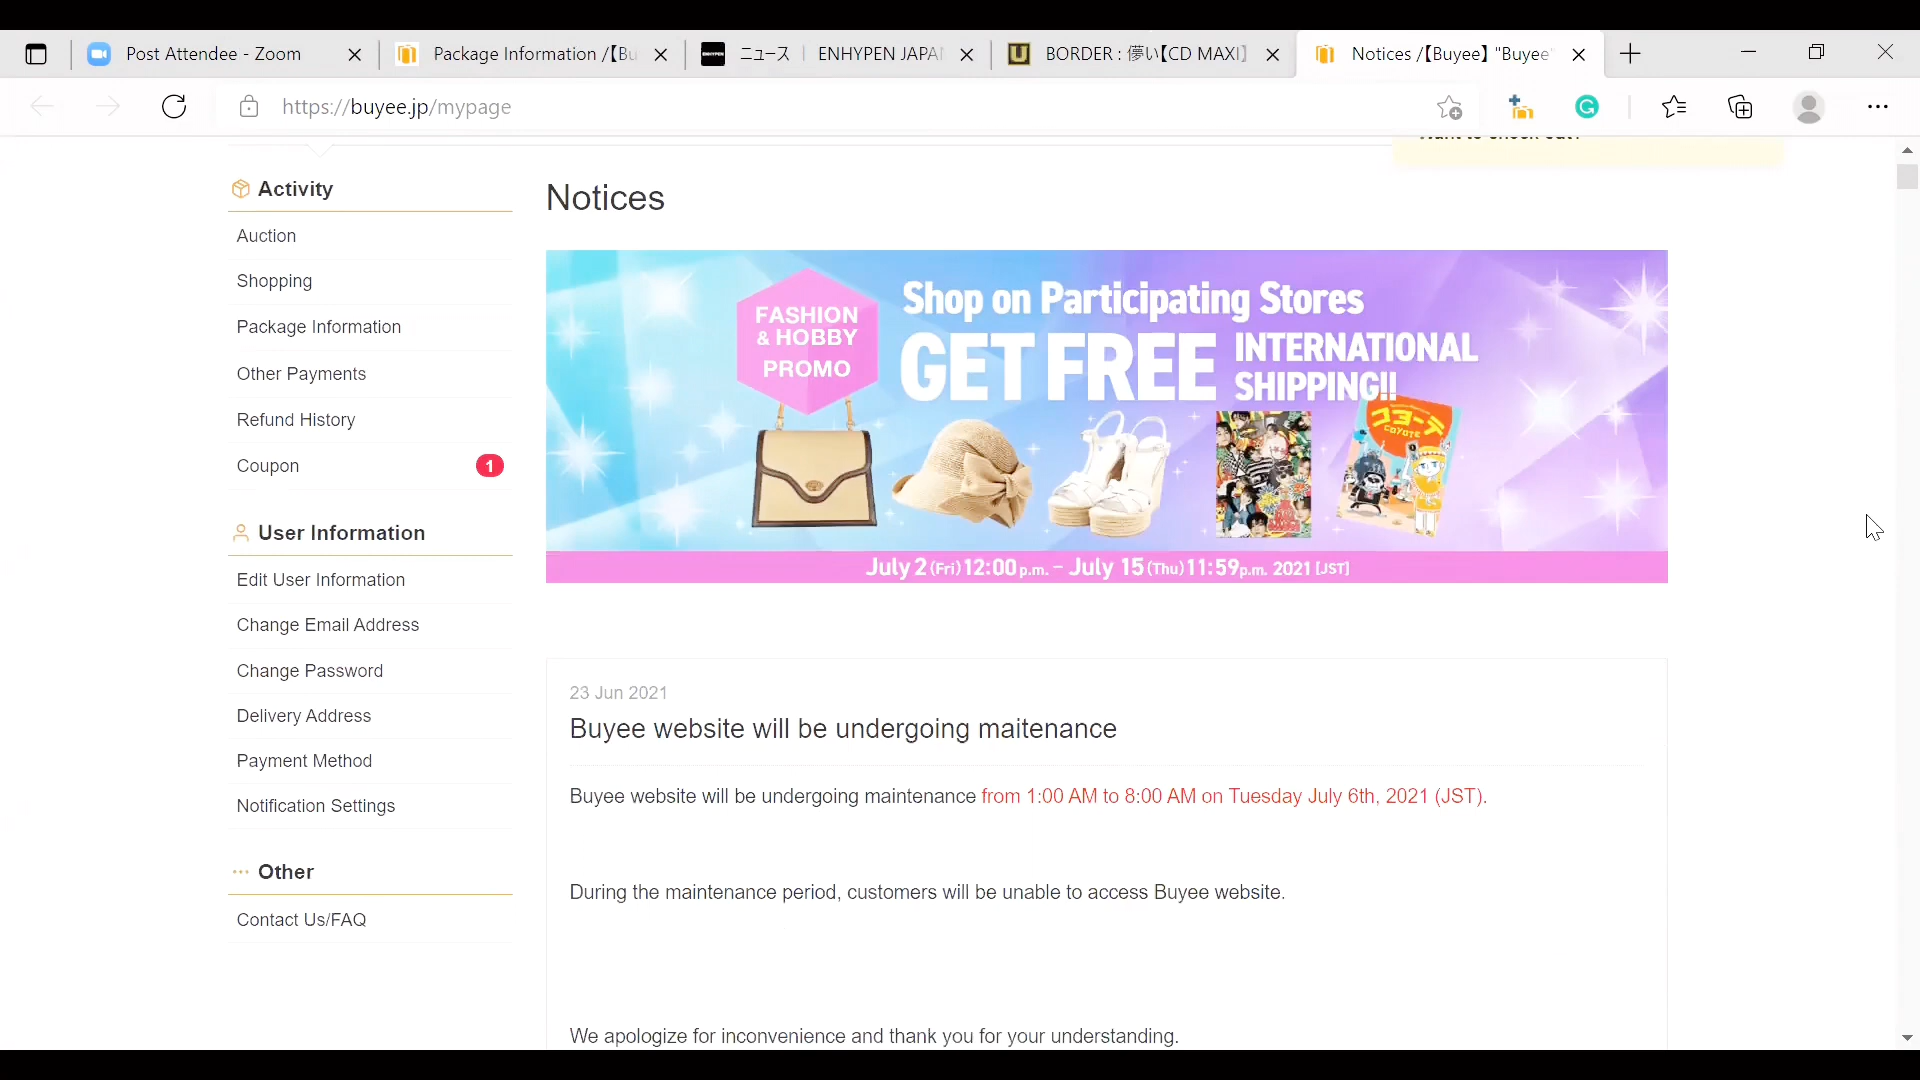 Post Attendee - Zoom
Package Information /【Bu
ニュース | ENHYPEN JAPA
BORDER : 儚い【CD MAXI】
Notices /【Buyee】 "Buyee"
https://buyee.jp/mypage
Activity
Auction
Shopping
Package Information
Other Payments
Refund History
Coupon
1
User Information
Edit User Information
Change Email Address
Change Password
Delivery Address
Payment Method
Notification Settings
Other
Contact Us/FAQ
Notices
FASHION
& HOBBY
PROMO
Shop on Participating Stores
GET FREE INTERNATIONAL
SHIPPING!!
コヨーテ
COYOTE
July 2 (Fri) 12:00 p.m. - July 15 (Thu) 11:59p.m. 2021 [JST]
23 Jun 2021
Buyee website will be undergoing maitenance
Buyee website will be undergoing maintenance from 1:00 AM to 8:00 AM on Tuesday July 6th, 2021 (JST).
During the maintenance period, customers will be unable to access Buyee website.
We apologize for inconvenience and thank you for your understanding.